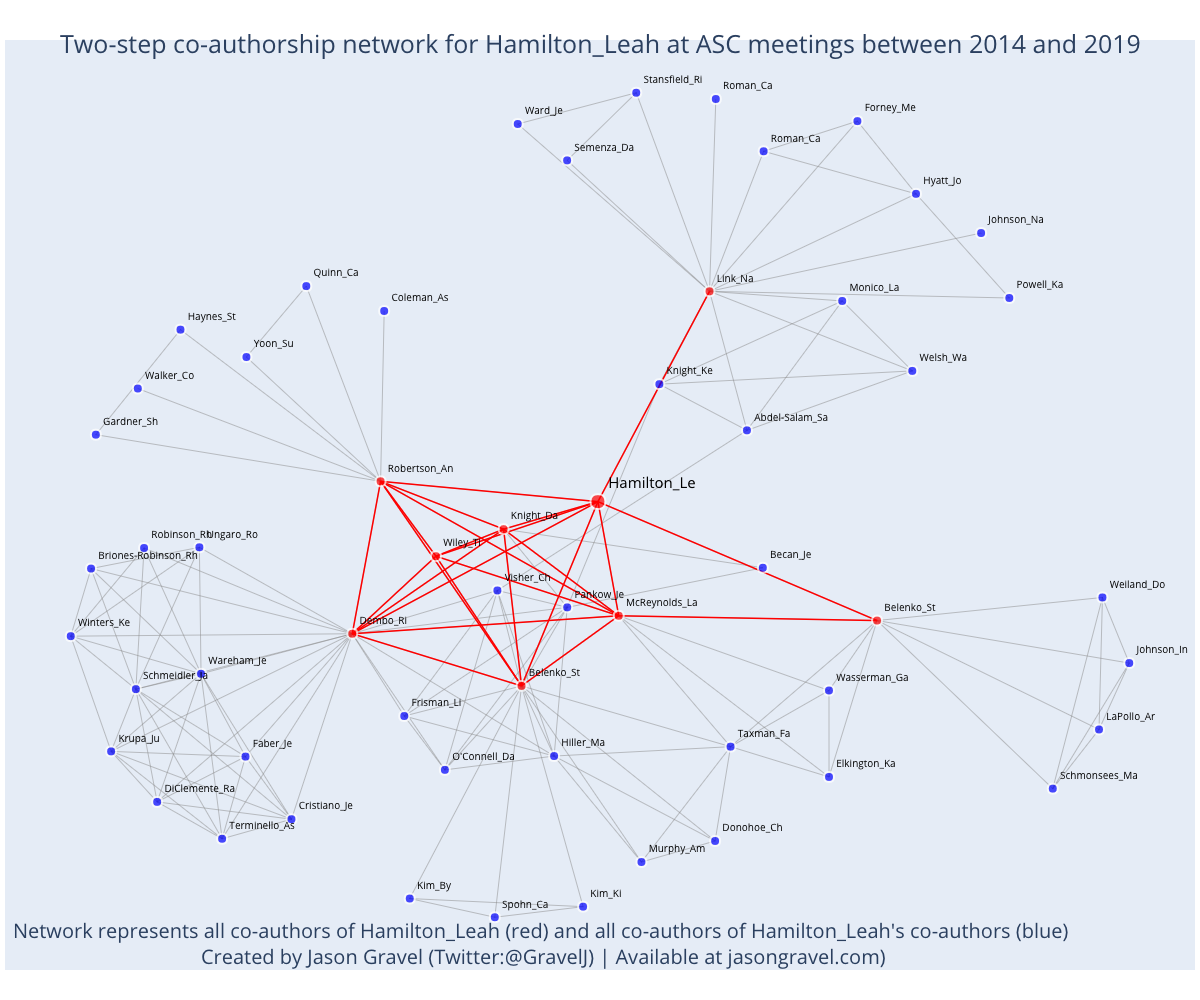 Two-step co-authorship network for Hamilton_Leah at ASC meetings between 2014 and 2019
Stansfield_Ri
Roman_Ca
Ward_Je
Forney_Me
Roman_Ca
Semenza_Da
Hyatt_Jo
Johnson_Na
Quinn_Ca
Link_Na
Powell_Ka
Monico_La
Coleman_As
Haynes_St
Yoon_Su
Welsh_Wa
Knight_Ke
Walker_Co
Abdel-Salam_Sa
Gardner_Sh
Robertson_An
Hamilton_Le
Knight_Da
Robinson_Rh
Ungaro_Ro
Wiley_Ti
Briones-Robinson_Rh
Becan_Je
Visher_Ch
Weiland_Do
Pankow_Je
McReynolds_La
Belenko_St
Winters_Ke
Dembo_Ri
Johnson_In
Wareham_Je
Schmeidler_Ja
Belenko_St
Wasserman_Ga
Frisman_Li
LaPollo_Ar
Taxman_Fa
Krupa_Ju
Faber_Je
O'Connell_Da
Hiller_Ma
Elkington_Ka
Schmonsees_Ma
DiClemente_Ra
Cristiano_Je
Terminello_As
Donohoe_Ch
Murphy_Am
Kim_By
Kim_Ki
Spohn_Ca
Network represents all co-authors of Hamilton_Leah (red) and all co-authors of Hamilton_Leah's co-authors (blue)
Created by Jason Gravel (Twitter:@GravelJ) | Available at jasongravel.com)